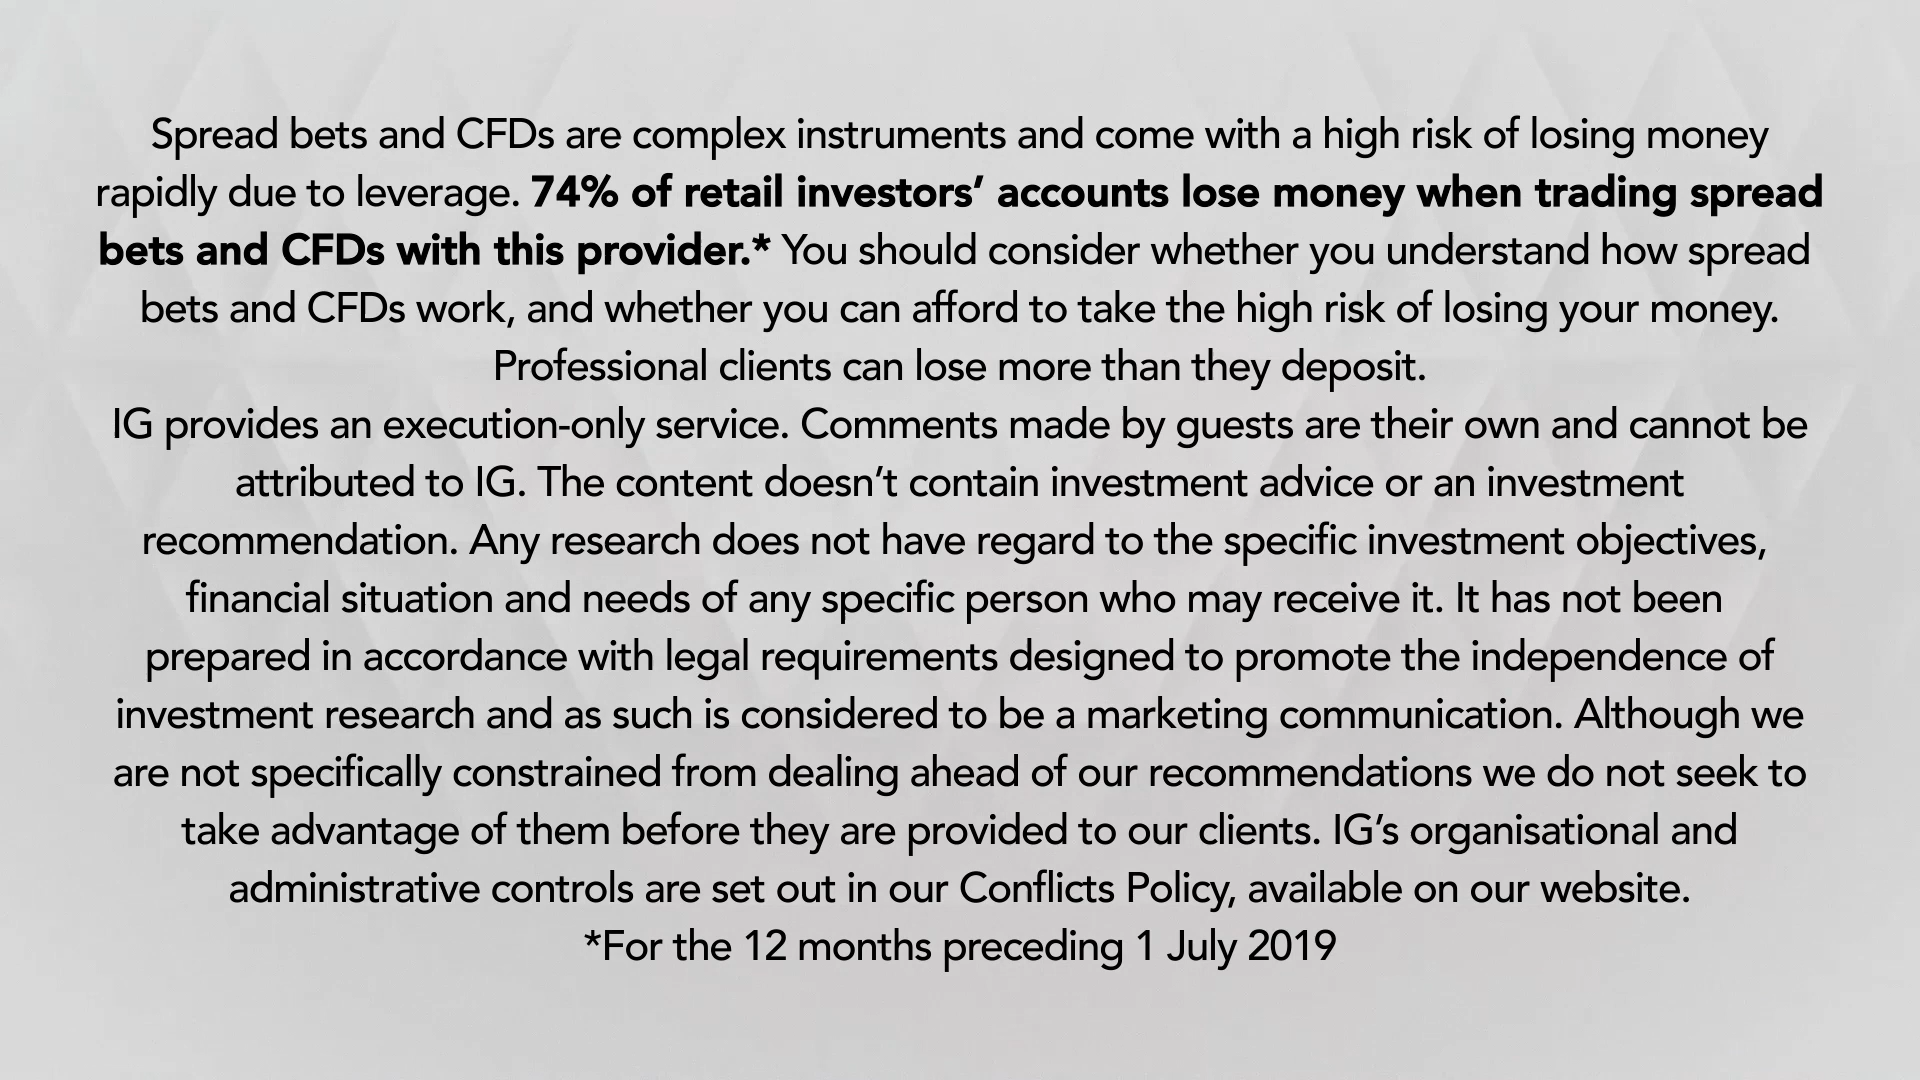 Spread bets and CFDs are complex instruments and come with a high risk of losing money
rapidly due to leverage. 74% of retail investors’ accounts lose money when trading spread
bets and CFDs with this provider.* You should consider whether you understand how spread
bets and CFDs work, and whether you can afford to take the high risk of losing your money.
Professional clients can lose more than they deposit.
IG provides an execution-only service. Comments made by guests are their own and cannot be
attributed to IG. The content doesn’t contain investment advice or an investment
recommendation. Any research does not have regard to the specific investment objectives,
financial situation and needs of any specific person who may receive it. It has not been
prepared in accordance with legal requirements designed to promote the independence of
investment research and as such is considered to be a marketing communication. Although we
are not specifically constrained from dealing ahead of our recommendations we do not seek to
take advantage of them before they are provided to our clients. IG’s organisational and
administrative controls are set out in our Conflicts Policy, available on our website.
*For the 12 months preceding 1 July 2019